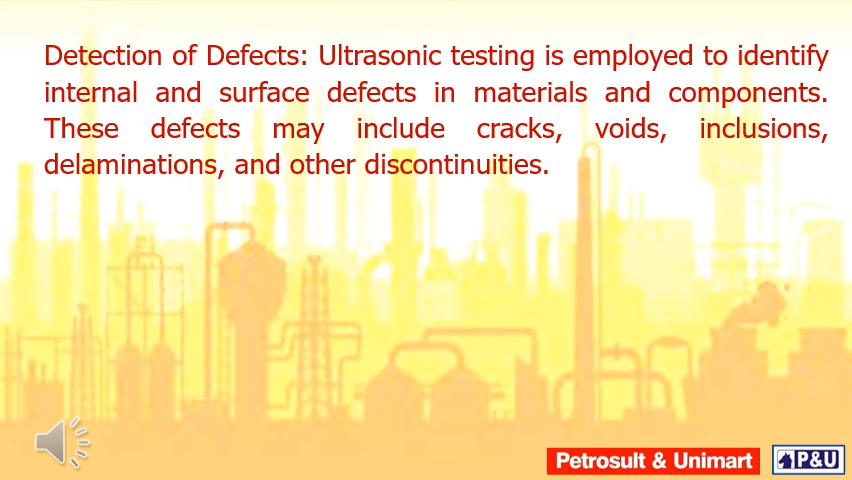 Detection of Defects: Ultrasonic testing is employed to identify
internal and surface defects in materials and components.
These defects may include cracks, voids, inclusions,
delaminations, and other discontinuities.
Petrosult & Unimart
P&U